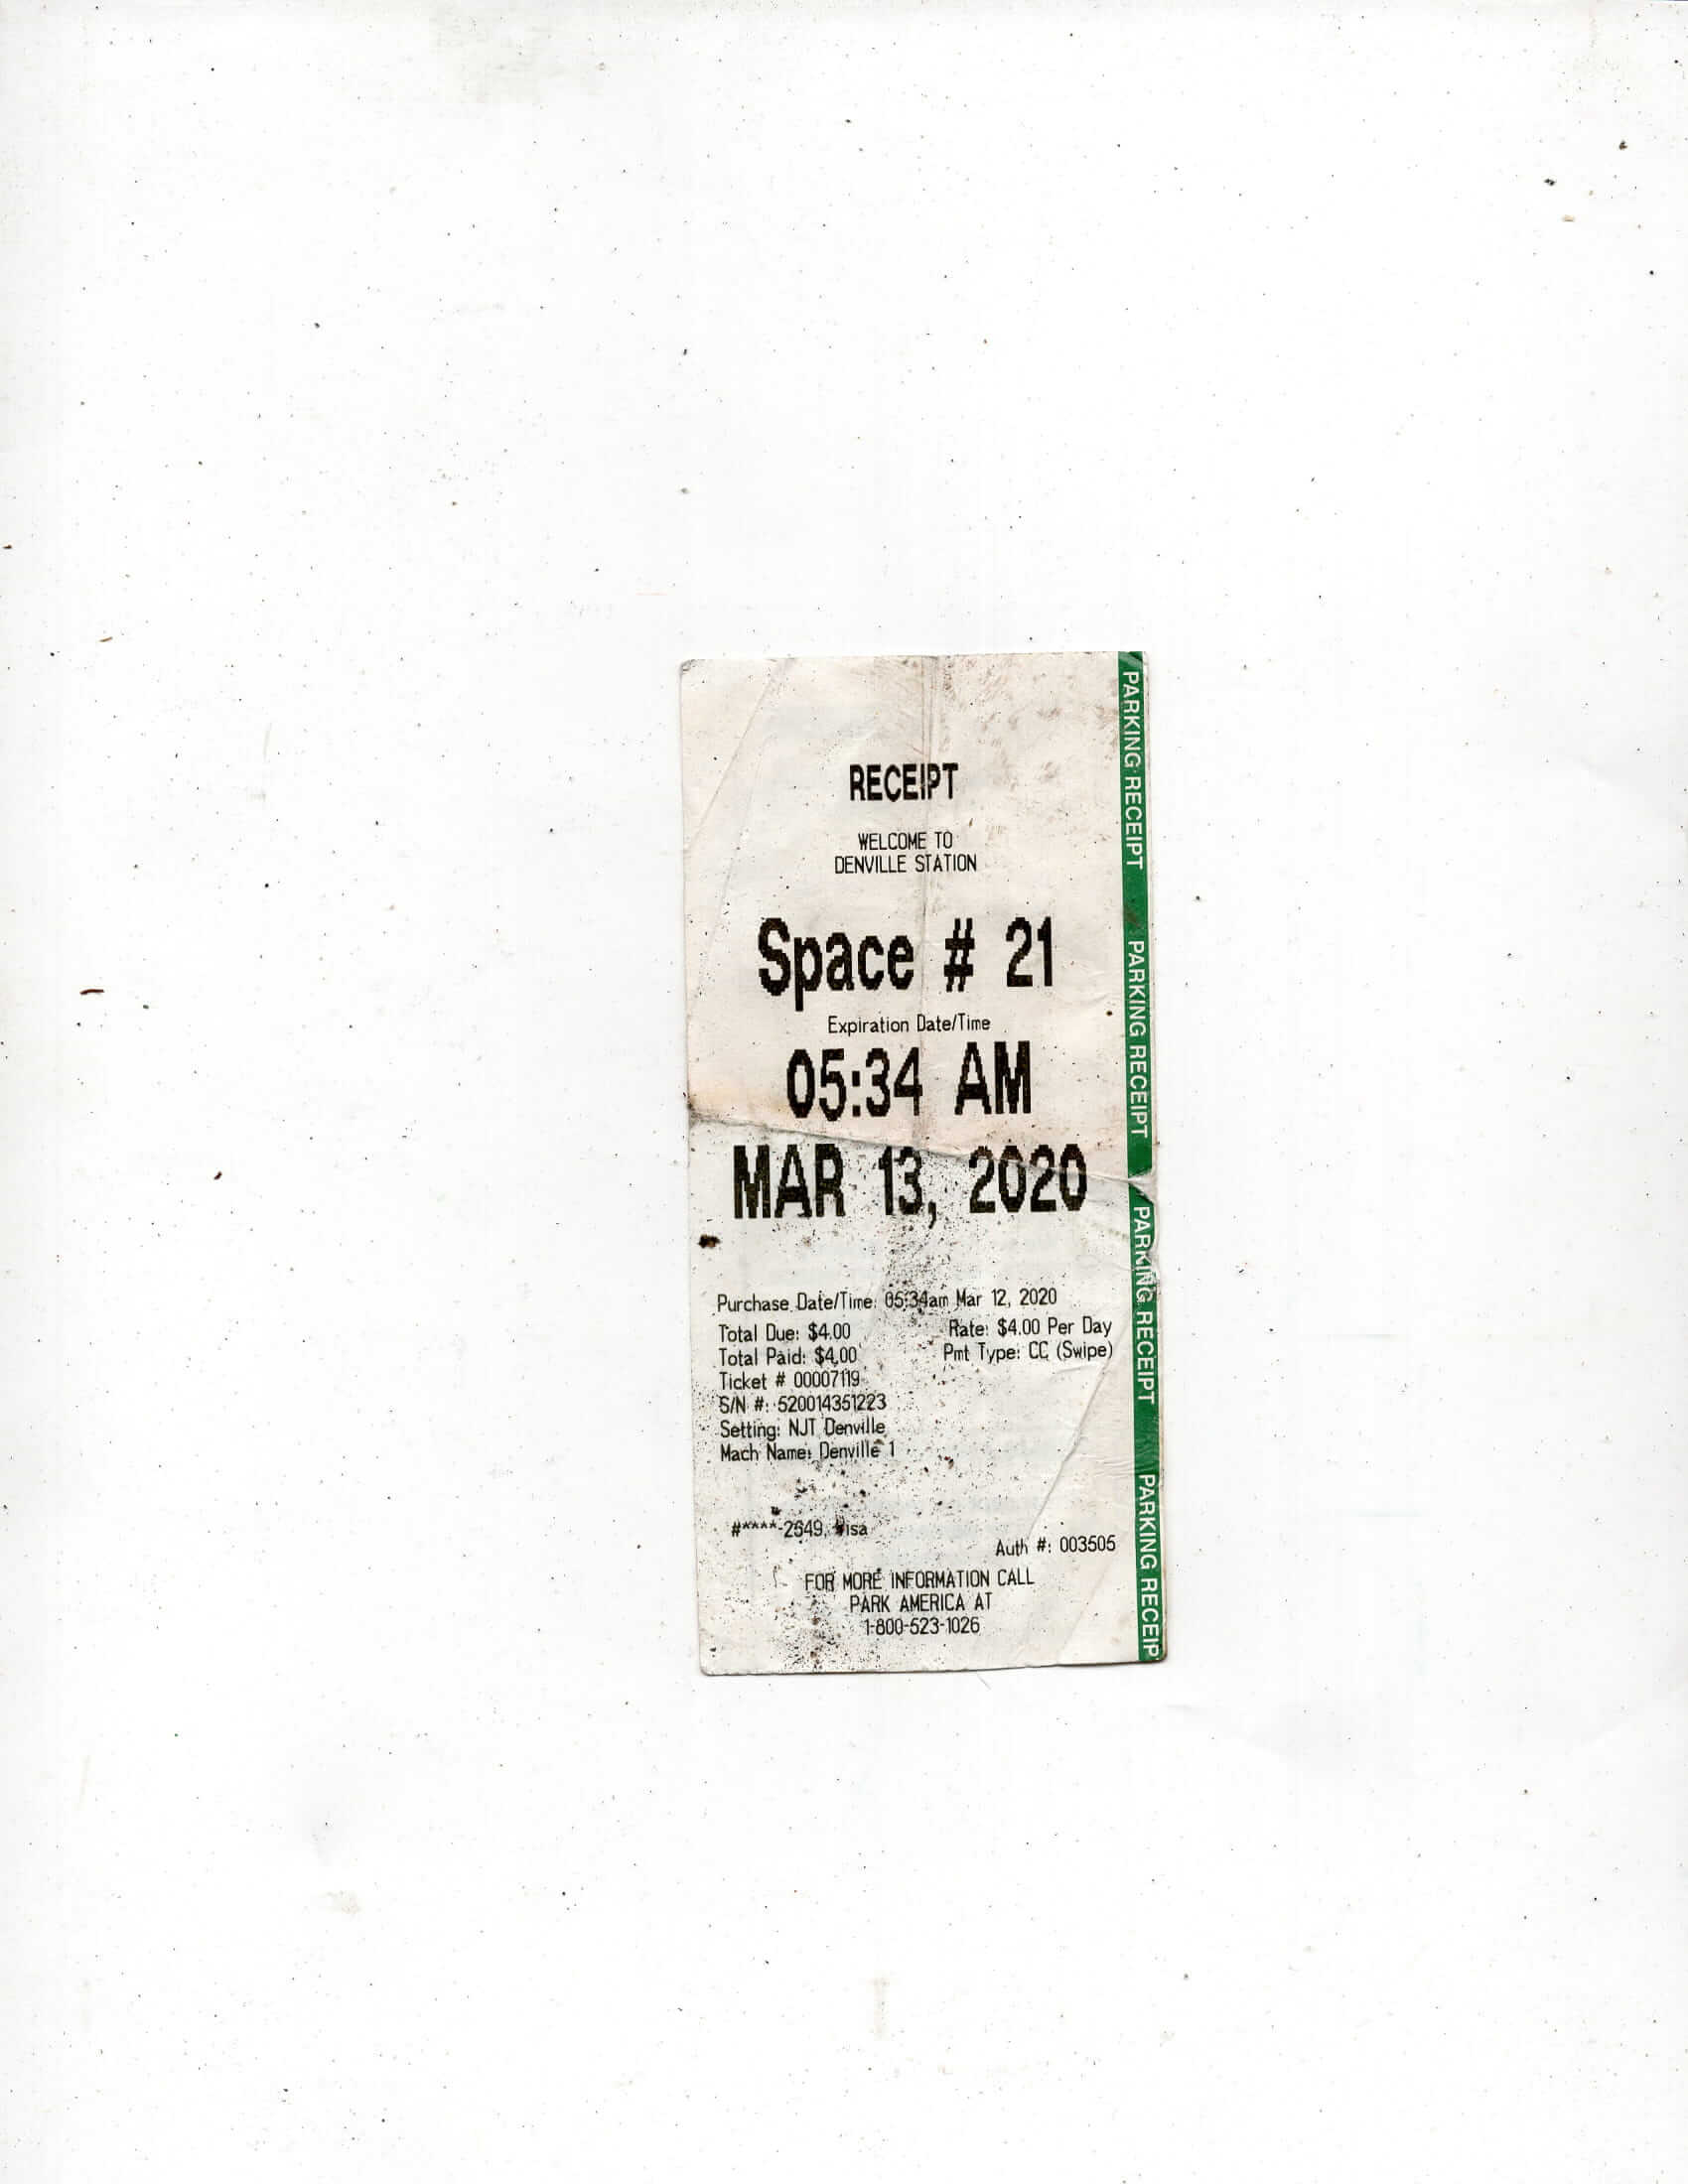 RECEIPT
WELCOME TO
DENVILLE STATION
Space # 21
Expiration Date/Time
05:34 AM
MAR 13, 2020
Purchase Date/Time: 05:34am Mar 12, 2020
Total Due: $4.00 Rate: $4.00 Per Day
Total Paid: $4.00 Pmt Type: CC (Swipe)
Ticket # 00007119
S/N #: 520014351223
Setting: NJT Denville
Mach Name: Denville 1
#****-2649, Visa
Auth #: 003505
FOR MORE INFORMATION CALL
PARK AMERICA AT
1-800-523-1026
PARKING RECEIPT
PARKING RECEIPT
PARKING RECEIPT
PARKING RECEIP